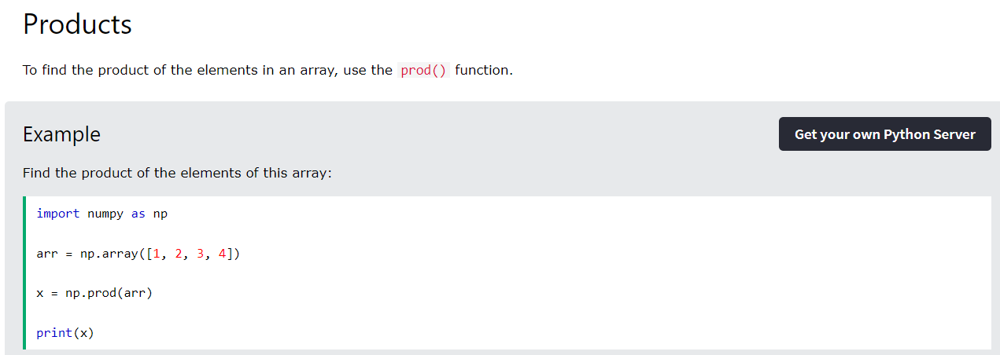 Products
To find the product of the elements in an array, use the prod() function.
Example
Get your own Python Server
Find the product of the elements of this array:
import numpy as np
arr = np.array([1, 2, 3, 4])
x = np.prod(arr)
print(x)